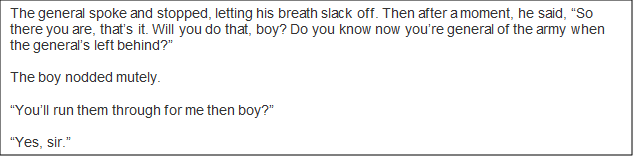 The general spoke and stopped, letting his breath slack off. Then after a moment, he said, “So
there you are, that’s it. Will you do that, boy? Do you know now you’re general of the army when
the general’s left behind?”
The boy nodded mutely.
“You’ll run them through for me then boy?”
“Yes, sir.”